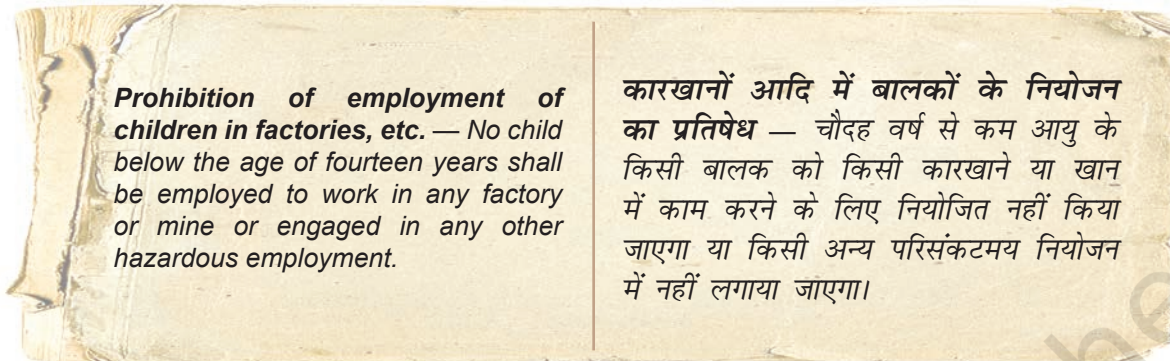 Prohibition of employment of
children in factories, etc. — No child
below the age of fourteen years shall
be employed to work in any factory
or mine or engaged in any other
hazardous employment.
कारखानों आदि में बालकों के नियोजन
का प्रतिषेध — चौदह वर्ष से कम आयु के
किसी बालक को किसी कारखाने या खान
में काम करने के लिए नियोजित नहीं किया
जाएगा या किसी अन्य परिसंकटमय नियोजन
में नहीं लगाया जाएगा।